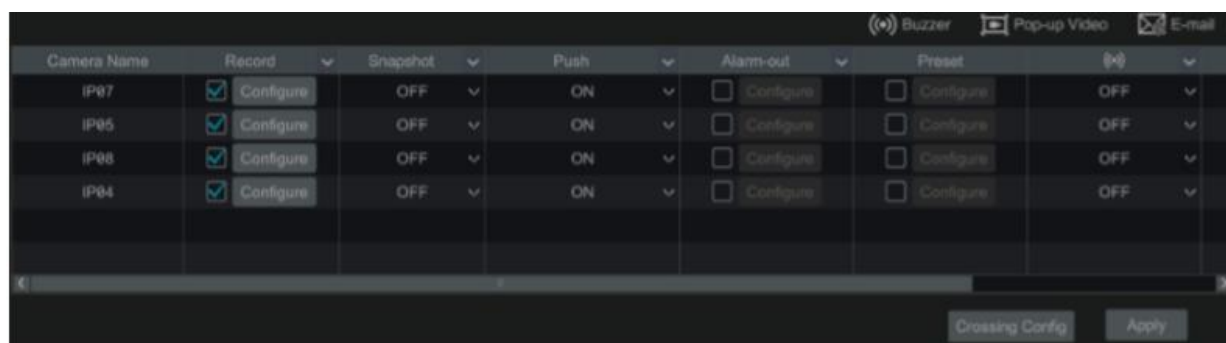 Buzzer Pop-up Video E-mail
Camera Name Record Snapshot Push Alarm-out Preset
IP07 Configure OFF ON Configure Configure OFF
IP05 Configure OFF ON Configure Configure OFF
IP08 Configure OFF ON Configure Configure OFF
IP04 Configure OFF ON Configure Configure OFF
Crossing Config Apply